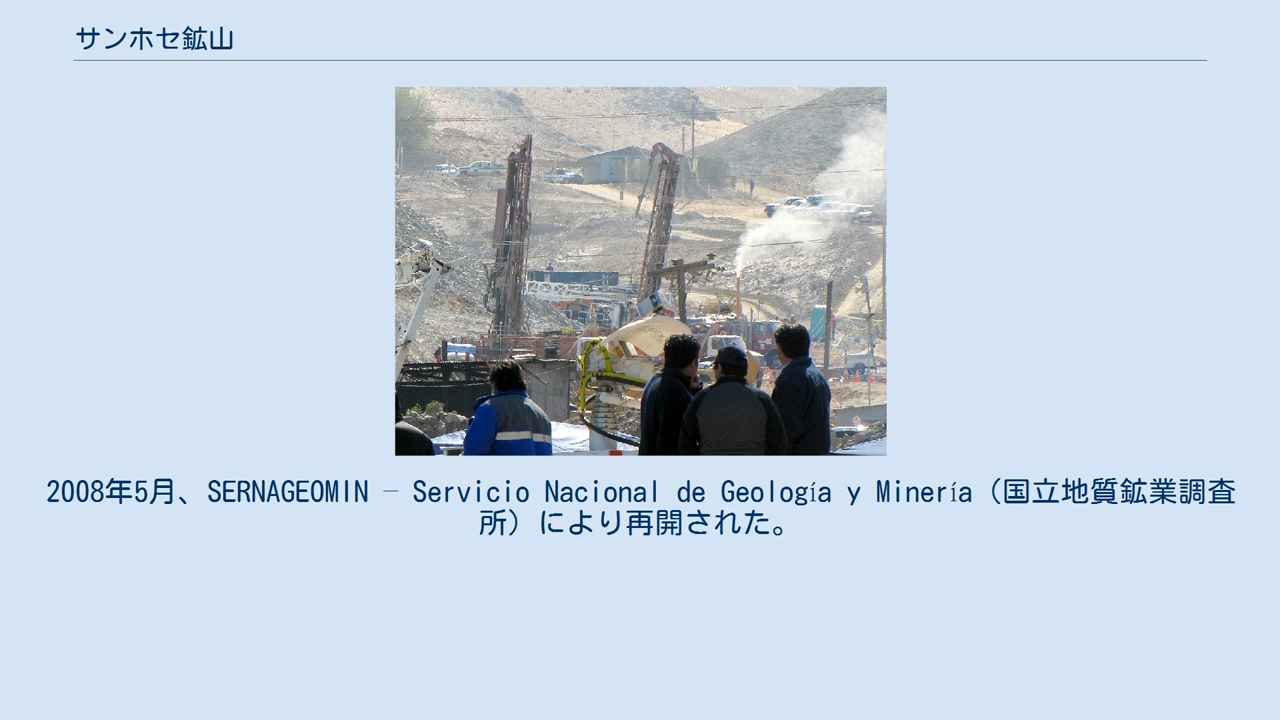 サンホセ鉱山
2008年5月、SERNAGEOMIN – Servicio Nacional de Geología y Minería（国立地質鉱業調査
所）により再開された。